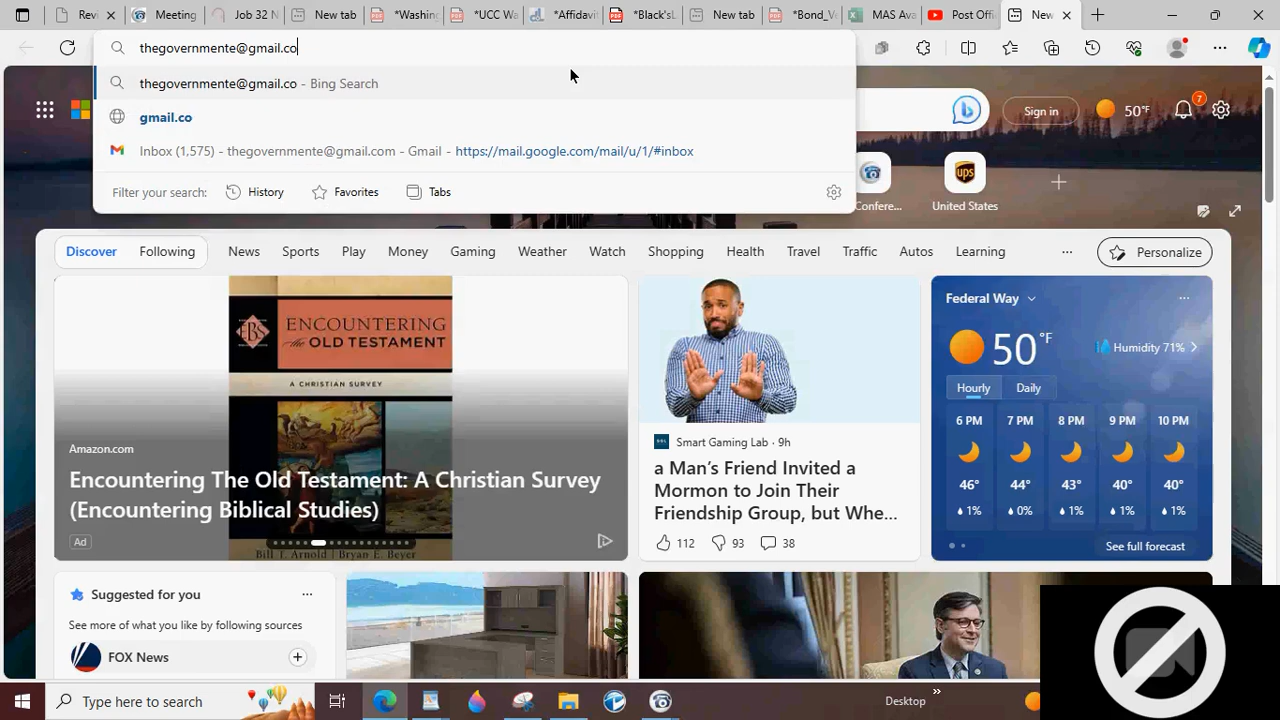 Revi
Meeting
Job 32 N
New tab
*Washing
*UCC Wa
*Affidavi
*Black'sL
New tab
*Bond_Ve
MAS Ava
Post Offi
New
thegovernmente@gmail.co
thegovernmente@gmail.co - Bing Search
gmail.co
Inbox (1,575) - thegovernmente@gmail.com - Gmail - https://mail.google.com/mail/u/1/#inbox
Filter your search: History Favorites Tabs
Sign in
50°F
7
ups
Confere...
United States
Discover Following News Sports Play Money Gaming Weather Watch Shopping Health Travel Traffic Autos Learning ... Personalize
EBS
ENCOUNTERING
the OLD TESTAMENT
A CHRISTIAN SURVEY
Amazon.com
Encountering The Old Testament: A Christian Survey
(Encountering Biblical Studies)
Ad
Bill T. Arnold | Bryan E. Beyer
Smart Gaming Lab · 9h
a Man's Friend Invited a
Mormon to Join Their
Friendship Group, but Whe...
112 93 38
Federal Way
50 °F
Humidity 71%
Hourly Daily
6 PM 7 PM 8 PM 9 PM 10 PM
46° 44° 43° 40° 40°
1% 0% 1% 1% 1%
See full forecast
Suggested for you
See more of what you like by following sources
FOX News
Type here to search
Desktop